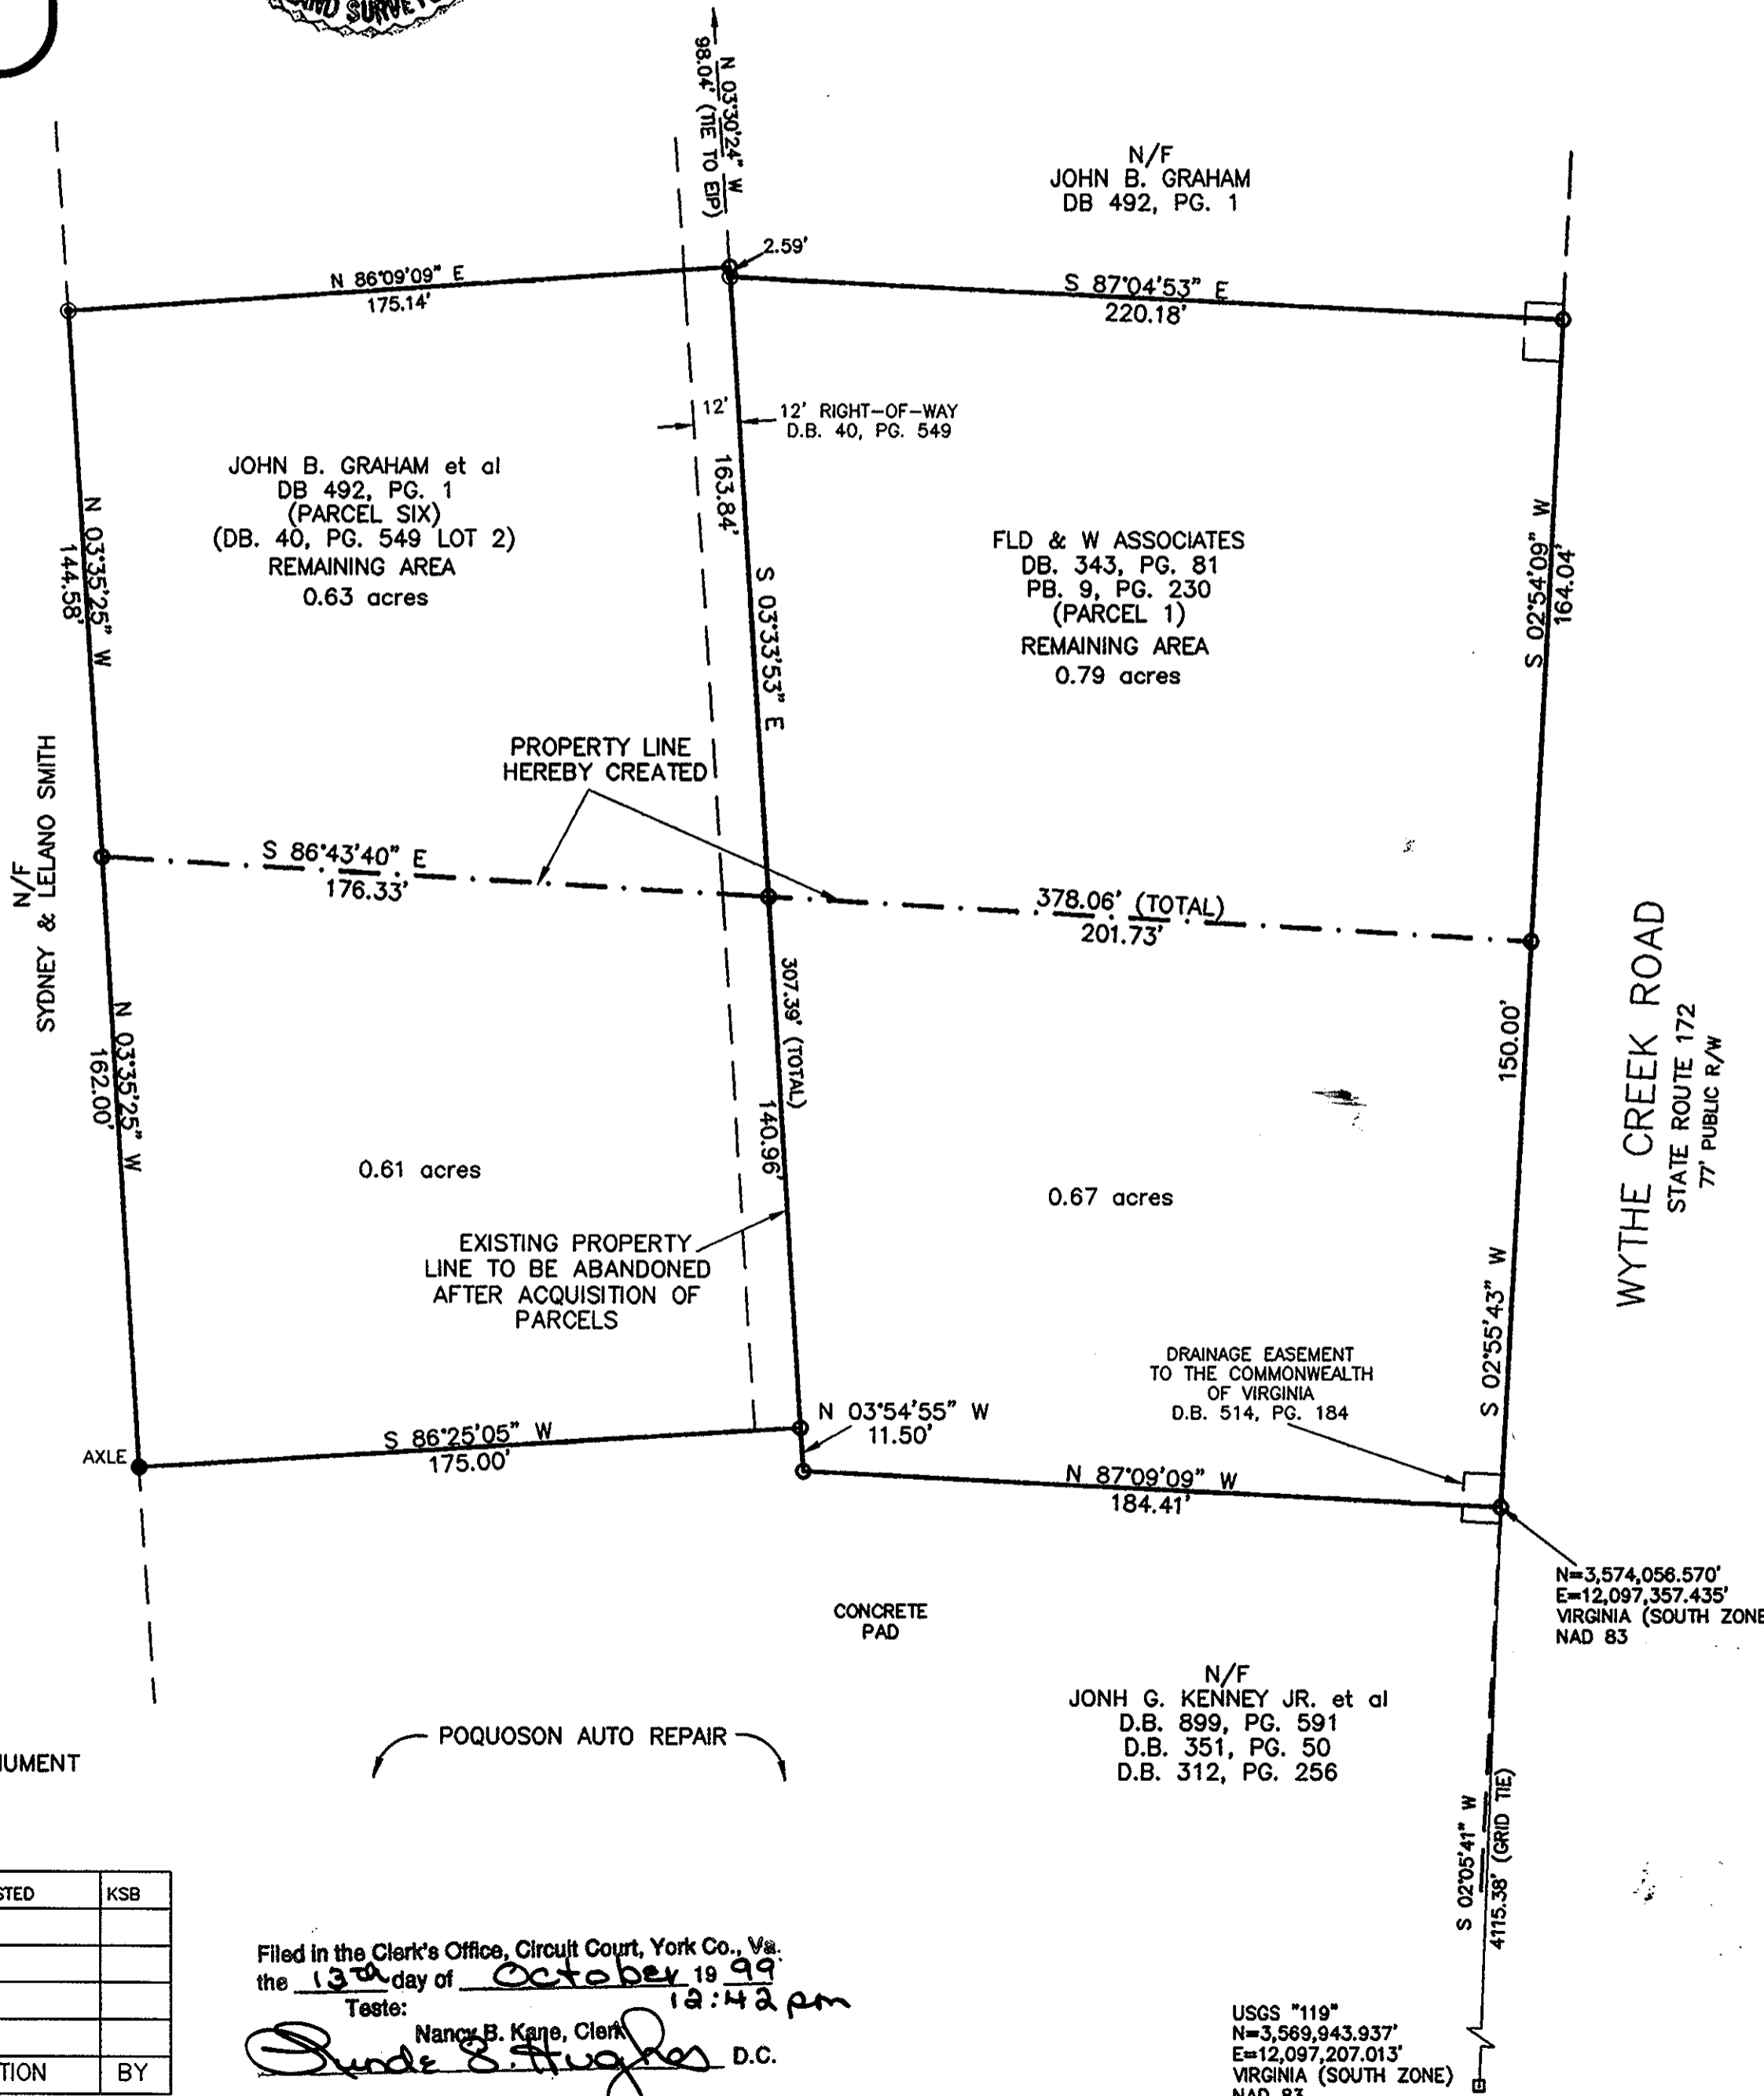 LAND SURVEYOR
N 03°30'24" W
98.04' (TIE TO EIP)
N/F
JOHN B. GRAHAM
DB 492, PG. 1
2.59'
N 86°09'09" E
175.14'
S 87°04'53" E
220.18'
12'
12' RIGHT-OF-WAY
D.B. 40, PG. 549
JOHN B. GRAHAM et al
DB 492, PG. 1
(PARCEL SIX)
(DB. 40, PG. 549 LOT 2)
REMAINING AREA
0.63 acres
N 03°35'25" W
144.58'
163.84'
S 03°33'53" E
FLD & W ASSOCIATES
DB. 343, PG. 81
PB. 9, PG. 230
(PARCEL 1)
REMAINING AREA
0.79 acres
S 02°54'09" W
164.04'
N/F
SYDNEY & LELANO SMITH
PROPERTY LINE
HEREBY CREATED
S 86°43'40" E
176.33'
378.06' (TOTAL)
201.73'
WYTHE CREEK ROAD
STATE ROUTE 172
77' PUBLIC R/W
N 03°35'25" W
162.00'
307.39' (TOTAL)
140.96'
150.00'
S 02°55'43" W
0.61 acres
0.67 acres
EXISTING PROPERTY
LINE TO BE ABANDONED
AFTER ACQUISITION OF
PARCELS
DRAINAGE EASEMENT
TO THE COMMONWEALTH
OF VIRGINIA
D.B. 514, PG. 184
AXLE
S 86°25'05" W
175.00'
N 03°54'55" W
11.50'
N 87°09'09" W
184.41'
N=3,574,056.570'
E=12,097,357.435'
VIRGINIA (SOUTH ZONE
NAD 83
CONCRETE
PAD
N/F
JONH G. KENNEY JR. et al
D.B. 899, PG. 591
D.B. 351, PG. 50
D.B. 312, PG. 256
POQUOSON AUTO REPAIR
NUMENT
S 02°05'41" W
4115.38' (GRID TIE)
STED KSB
TION BY
Filed in the Clerk's Office, Circuit Court, York Co., Va.
the 13th day of October 19 99
12:42 pm
Teste:
Nancy B. Kane, Clerk
S. Hughes D.C.
USGS "119"
N=3,569,943.937'
E=12,097,207.013'
VIRGINIA (SOUTH ZONE)
NAD 83